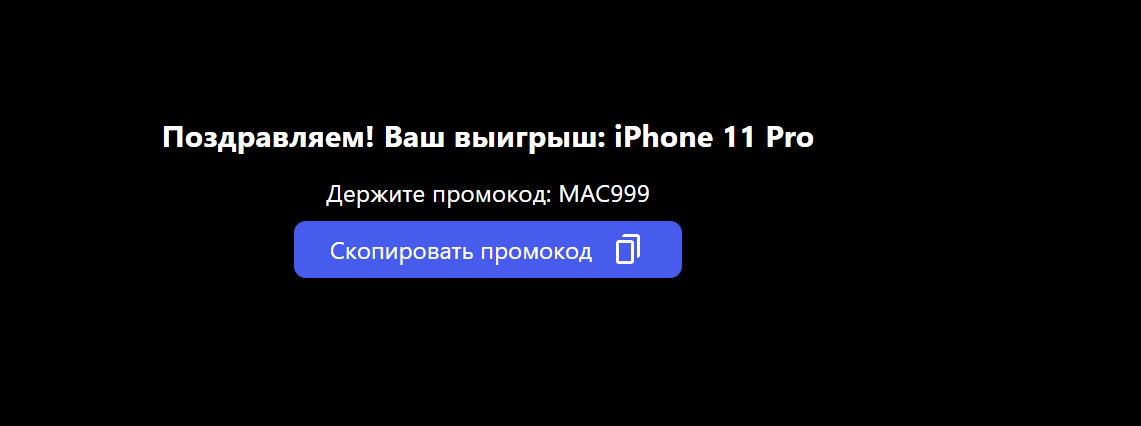 Поздравляем! Ваш выигрыш: iPhone 11 Pro
Держите промокод: MAC999
Скопировать промокод